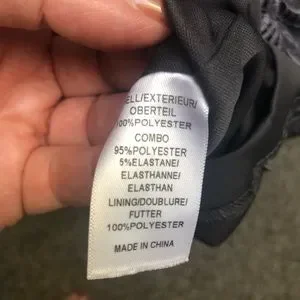 ELL/EXTERIEUR/
OBERTEIL
100%POLYESTER
COMBO
95%POLYESTER
5%ELASTANE/
ELASTHANNE/
ELASTHAN
LINING/DOUBLURE/
FUTTER
100%POLYESTER
MADE IN CHINA